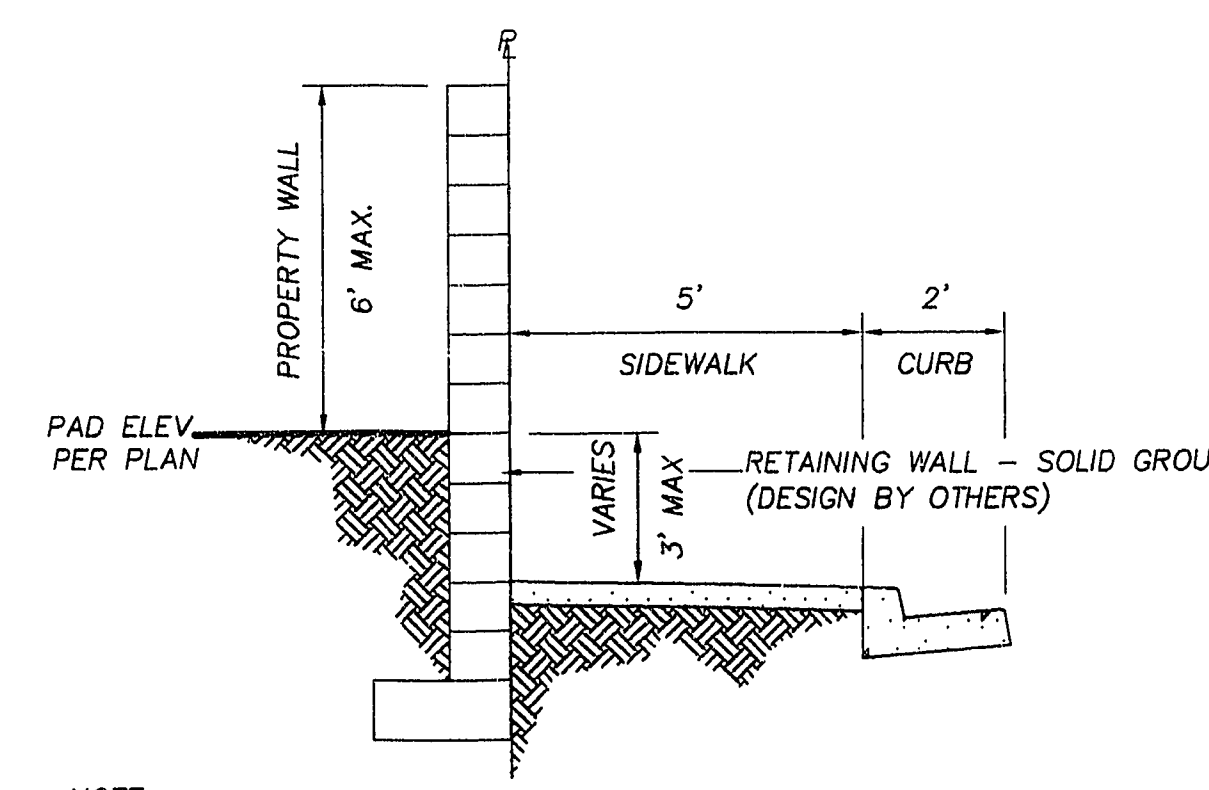 PL
PROPERTY WALL
6' MAX.
5'
2'
SIDEWALK
CURB
PAD ELEV
PER PLAN
VARIES
3' MAX
RETAINING WALL – SOLID GROU
(DESIGN BY OTHERS)